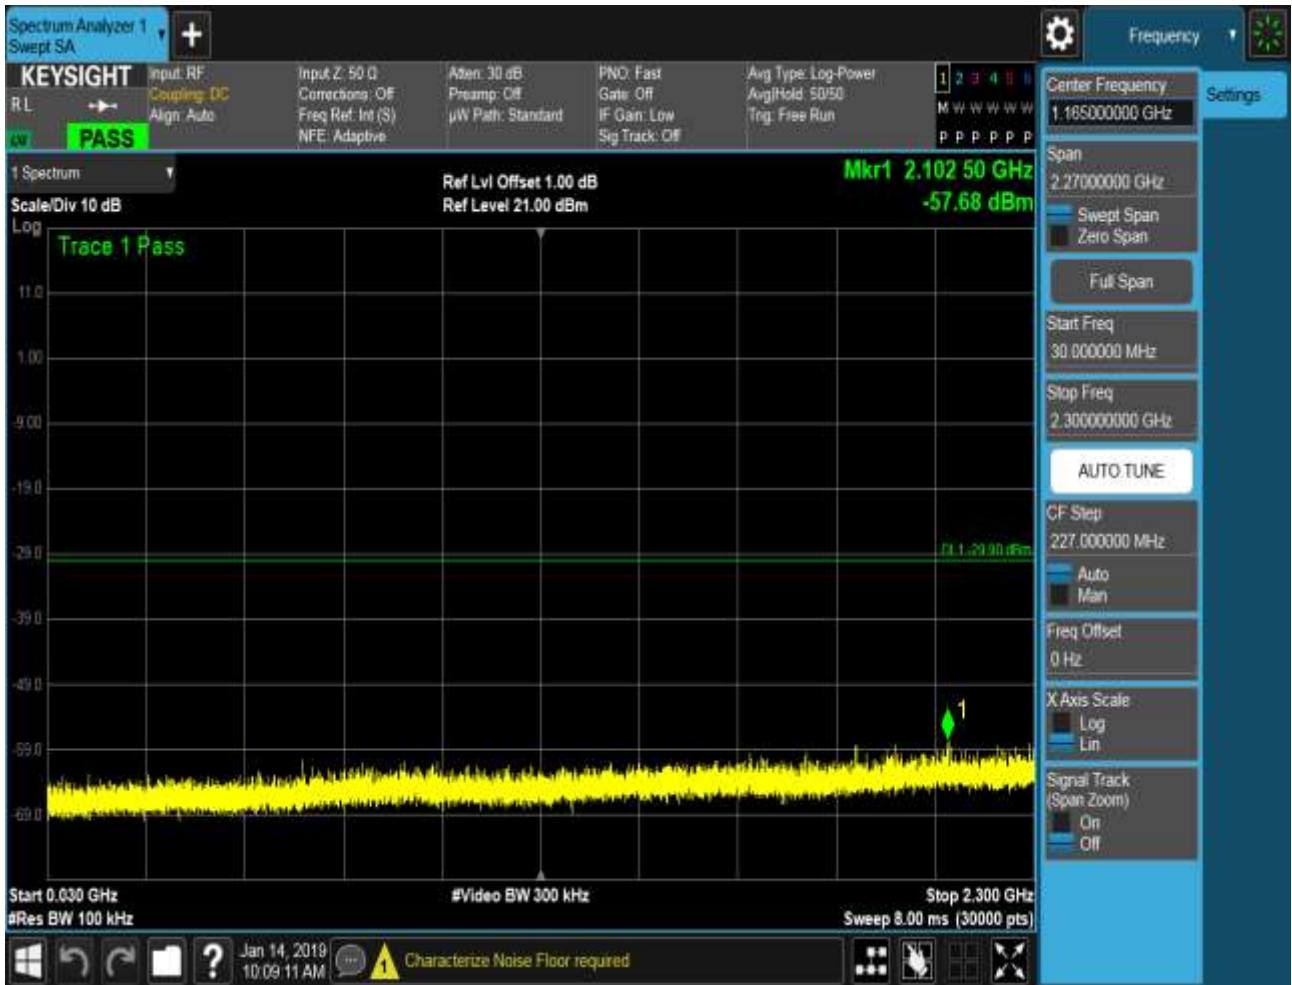 Spectrum Analyzer 1
Swept SA
+
Frequency
KEYSIGHT
RL
PASS
Input: RF
Coupling: DC
Align: Auto
Input Z: 50 Ω
Corrections: Off
Freq Ref: Int (S)
NFE: Adaptive
Atten: 30 dB
Preamp: Off
µW Path: Standard
PNO: Fast
Gate: Off
IF Gain: Low
Sig Track: Off
Avg Type: Log-Power
Avg|Hold: 50/50
Trig: Free Run
1 2 3 4 5 6
M W W W W W
P P P P P P
1 Spectrum
Scale/Div 10 dB
Log
Ref Lvl Offset 1.00 dB
Ref Level 21.00 dBm
Mkr1 2.102 50 GHz
-57.68 dBm
Trace 1 Pass
11.0
1.00
-9.00
-19.0
-29.0
DL1 -29.90 dBm
-39.0
-49.0
1
-59.0
-69.0
Start 0.030 GHz
#Res BW 100 kHz
#Video BW 300 kHz
Stop 2.300 GHz
Sweep 8.00 ms (30000 pts)
Center Frequency
1.165000000 GHz
Settings
Span
2.27000000 GHz
Swept Span
Zero Span
Full Span
Start Freq
30.000000 MHz
Stop Freq
2.300000000 GHz
AUTO TUNE
CF Step
227.000000 MHz
Auto
Man
Freq Offset
0 Hz
X Axis Scale
Log
Lin
Signal Track
(Span Zoom)
On
Off
?
Jan 14, 2019
10:09:11 AM
1
Characterize Noise Floor required